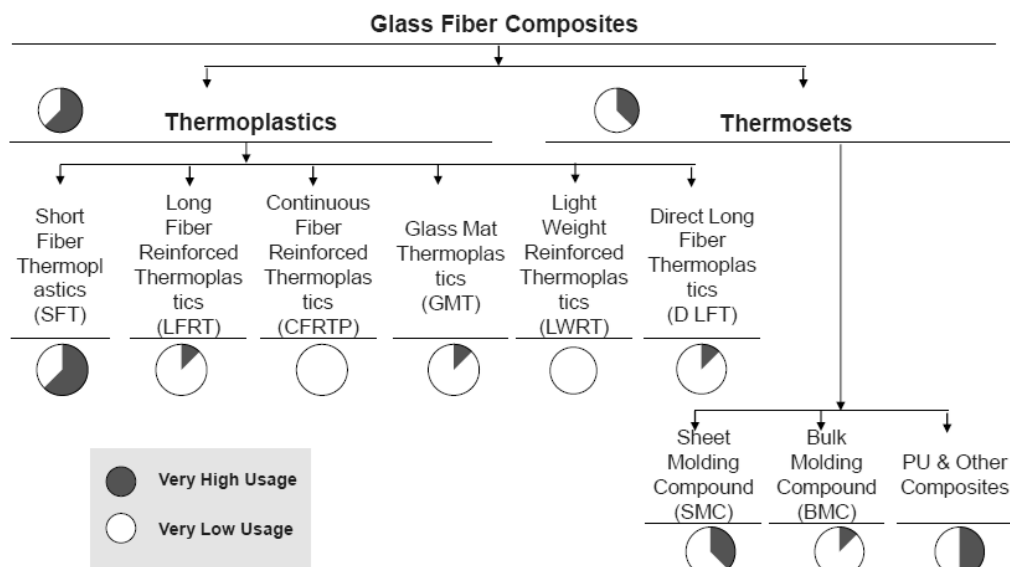 Glass Fiber Composites
Thermoplastics
Thermosets
Short
Fiber
Thermopl
astics
(SFT)
Long
Fiber
Reinforced
Thermoplas
tics
(LFRT)
Continuous
Fiber
Reinforced
Thermoplas
tics
(CFRTP)
Glass Mat
Thermoplas
tics
(GMT)
Light
Weight
Reinforced
Thermoplas
tics
(LWRT)
Direct Long
Fiber
Thermoplas
tics
(D LFT)
Sheet
Molding
Compound
(SMC)
Bulk
Molding
Compound
(BMC)
PU & Other
Composites
Very High Usage
Very Low Usage